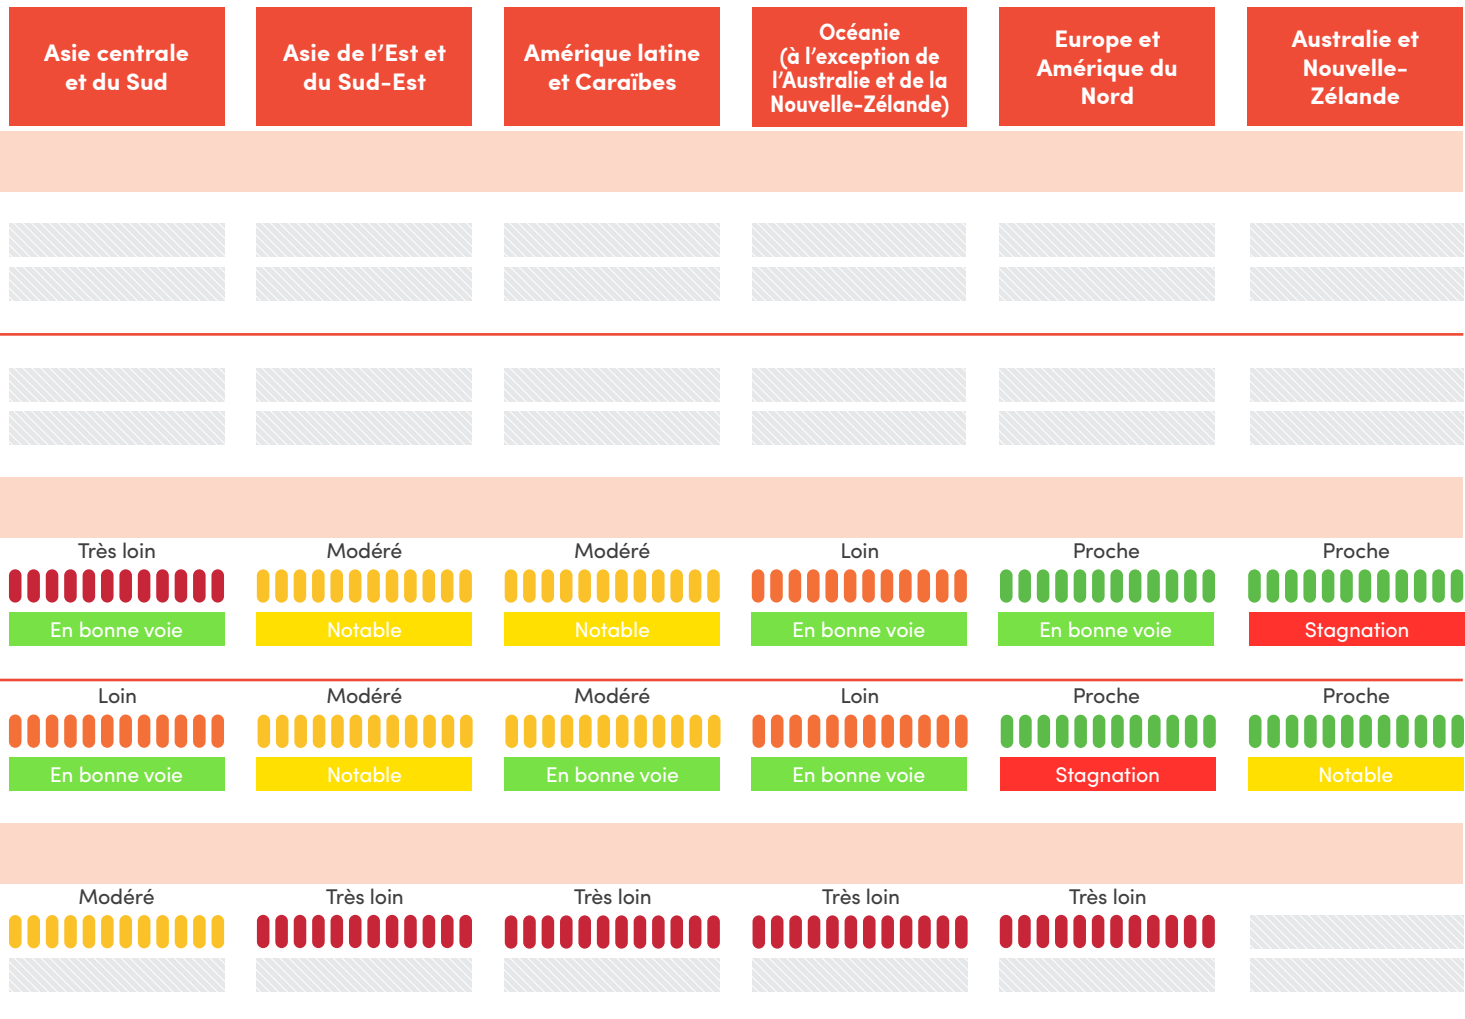 Asie centrale
et du Sud
Asie de l’Est et
du Sud-Est
Amérique latine
et Caraïbes
Océanie
(à l’exception de
l’Australie et de la
Nouvelle-Zélande)
Europe et
Amérique du
Nord
Australie et
Nouvelle-
Zélande
Très loin
Modéré
Modéré
Loin
Proche
Proche
En bonne voie
Notable
Notable
En bonne voie
En bonne voie
Stagnation
Loin
Modéré
Modéré
Loin
Proche
Proche
En bonne voie
Notable
En bonne voie
En bonne voie
Stagnation
Notable
Modéré
Très loin
Très loin
Très loin
Très loin